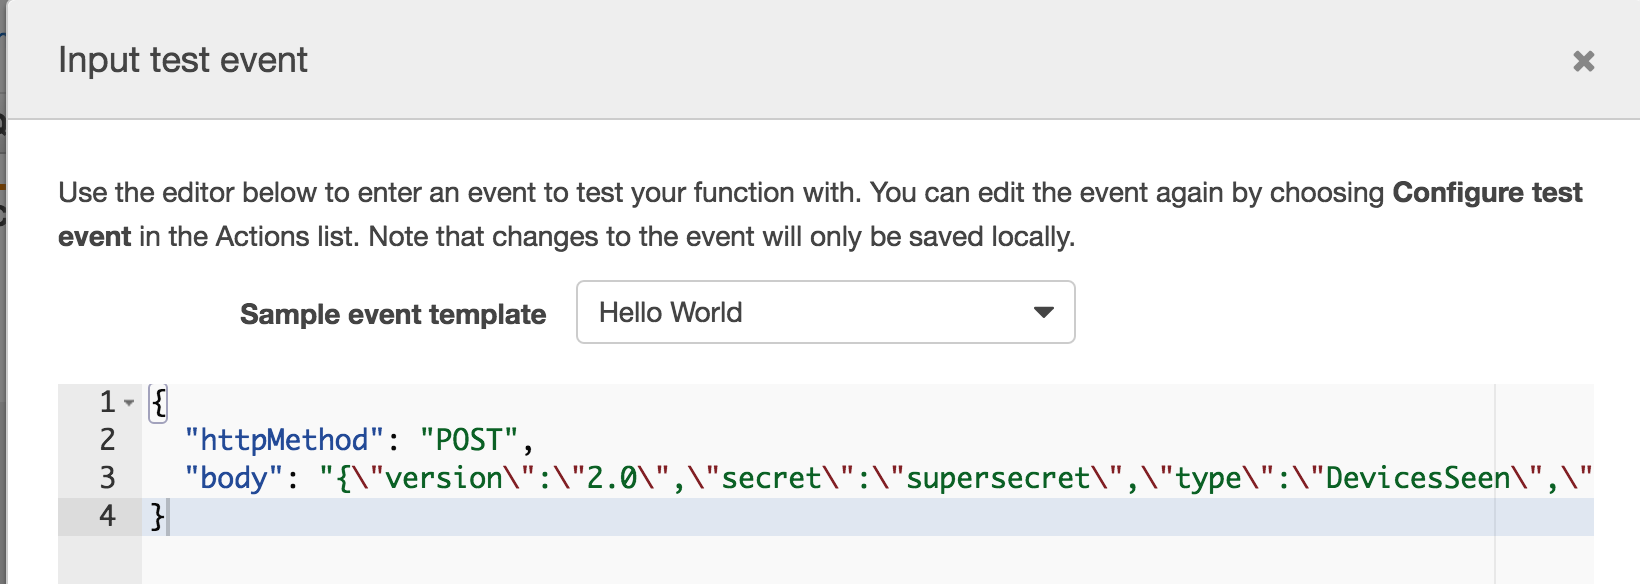 Input test event
Use the editor below to enter an event to test your function with. You can edit the event again by choosing Configure test
event in the Actions list. Note that changes to the event will only be saved locally.
Sample event template Hello World
1 {
2 "httpMethod": "POST",
3 "body": "{\"version\":\"2.0\",\"secret\":\"supersecret\",\"type\":\"DevicesSeen\",\"
4 }